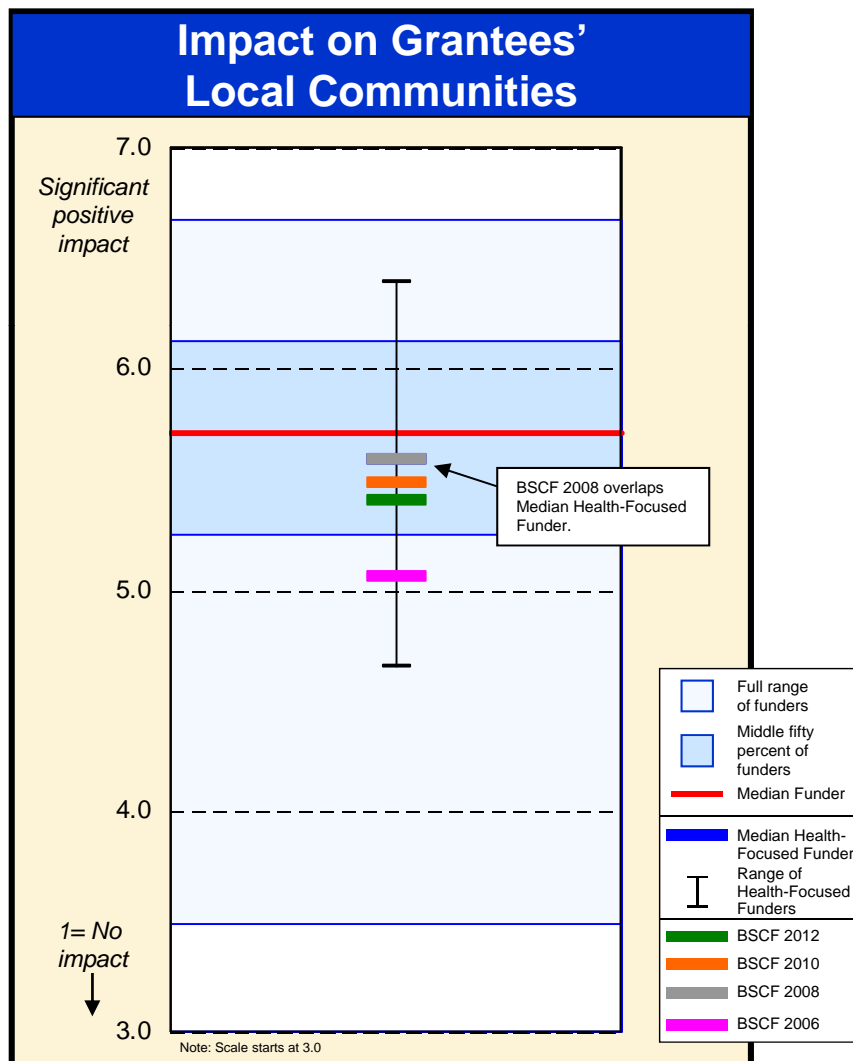 Impact on Grantees’
Local Communities
7.0
Significant
positive
impact
6.0
BSCF 2008 overlaps
Median Health-Focused
Funder.
5.0
4.0
1= No
impact
3.0
Note: Scale starts at 3.0
Full range
of funders
Middle fifty
percent of
funders
Median Funder
Median Health-
Focused Funder
Range of
Health-Focused
Funders
BSCF 2012
BSCF 2010
BSCF 2008
BSCF 2006